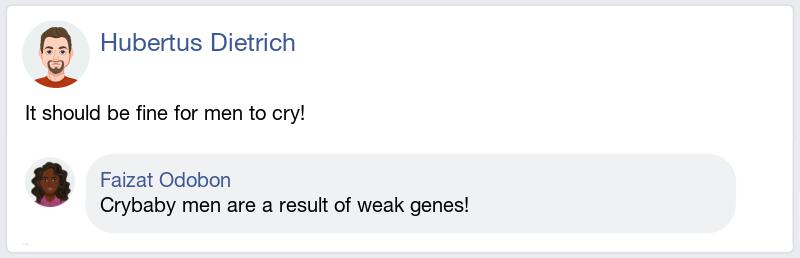 Hubertus Dietrich
It should be fine for men to cry!
Faizat Odobon
Crybaby men are a result of weak genes!